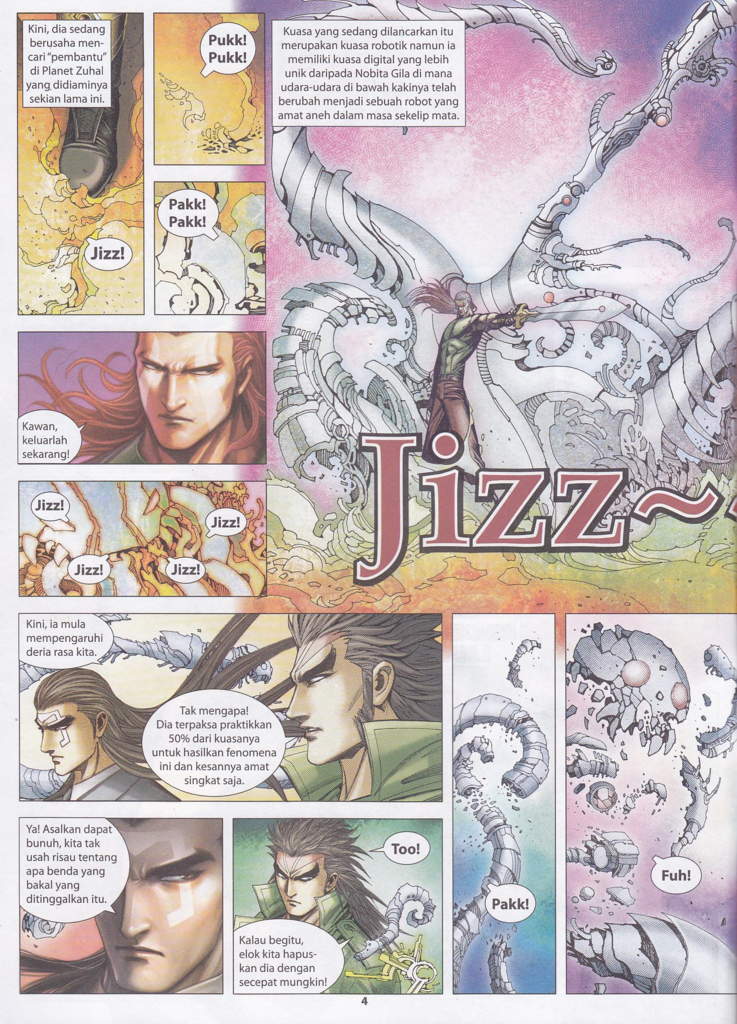 Kini, dia sedang
berusaha men-
cari “pembantu”
di Planet Zuhal
yang didiaminya
sekian lama ini.
Jizz!
Pukk!
Pukk!
Pakk!
Pakk!
Kuasa yang sedang dilancarkan itu
merupakan kuasa robotik namun ia
memiliki kuasa digital yang lebih
unik daripada Nobita Gila di mana
udara-udara di bawah kakinya telah
berubah menjadi sebuah robot yang
amat aneh dalam masa sekelip mata.
Kawan,
keluarlah
sekarang!
Jizz~~
Jizz!
Jizz!
Jizz!
Jizz!
Kini, ia mula
mempengaruhi
deria rasa kita.
Tak mengapa!
Dia terpaksa praktikkan
50% dari kuasanya
untuk hasilkan fenomena
ini dan kesannya amat
singkat saja.
Pakk!
Fuh!
Ya! Asalkan dapat
bunuh, kita tak
usah risau tentang
apa benda yang
bakal yang
ditinggalkan itu.
Too!
Kalau begitu,
elok kita hapus-
kan dia dengan
secepat mungkin!
4